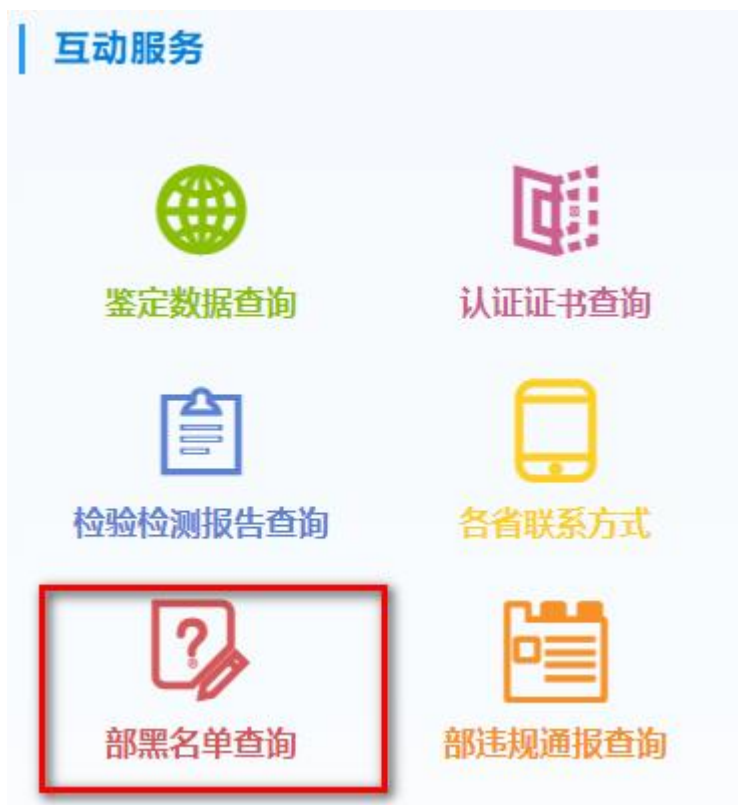 互动服务
鉴定数据查询
认证证书查询
检验检测报告查询
各省联系方式
部黑名单查询
部违规通报查询